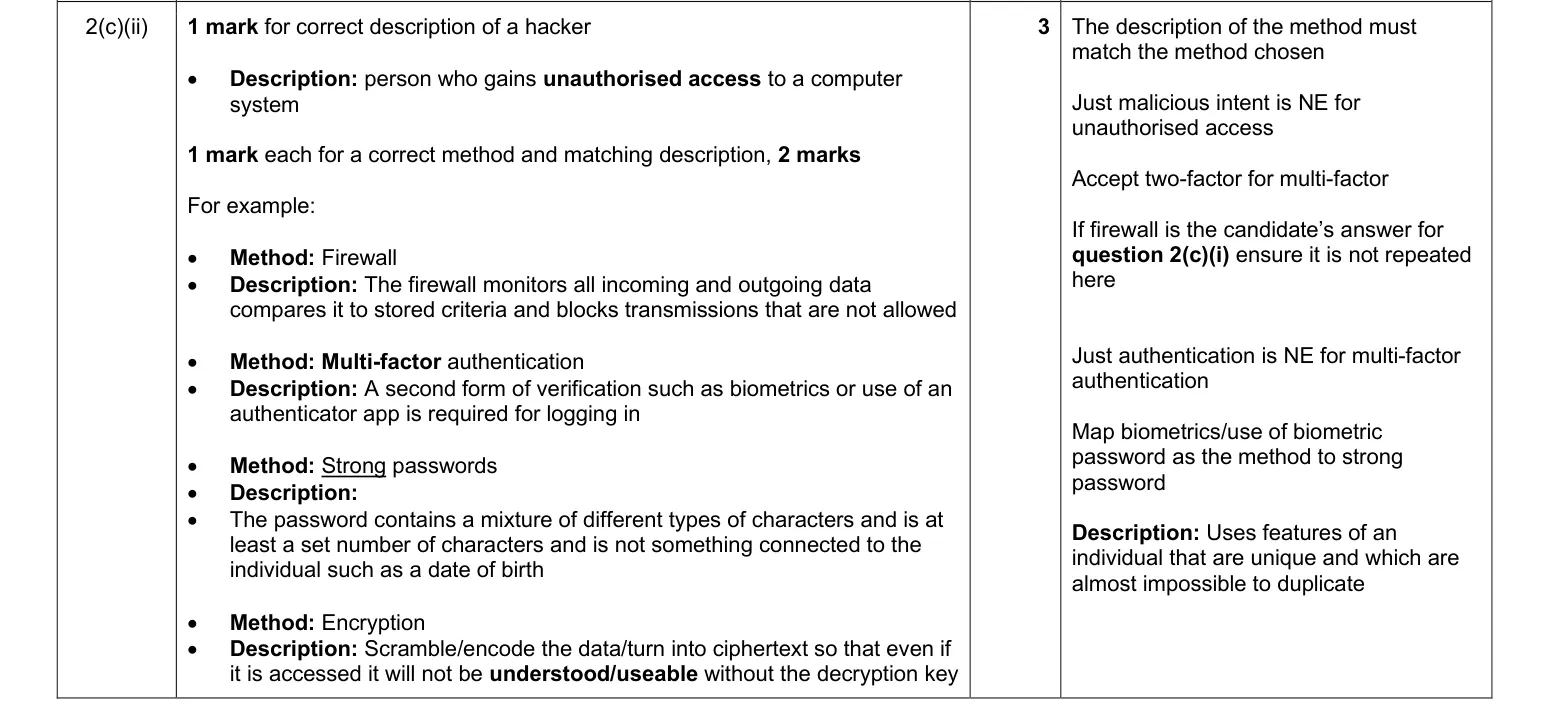 2(c)(ii)
1 mark for correct description of a hacker
• Description: person who gains unauthorised access to a computer
system
1 mark each for a correct method and matching description, 2 marks
For example:
• Method: Firewall
• Description: The firewall monitors all incoming and outgoing data
compares it to stored criteria and blocks transmissions that are not allowed
• Method: Multi-factor authentication
• Description: A second form of verification such as biometrics or use of an
authenticator app is required for logging in
• Method: Strong passwords
• Description:
• The password contains a mixture of different types of characters and is at
least a set number of characters and is not something connected to the
individual such as a date of birth
• Method: Encryption
• Description: Scramble/encode the data/turn into ciphertext so that even if
it is accessed it will not be understood/useable without the decryption key
3
The description of the method must
match the method chosen
Just malicious intent is NE for
unauthorised access
Accept two-factor for multi-factor
If firewall is the candidate’s answer for
question 2(c)(i) ensure it is not repeated
here
Just authentication is NE for multi-factor
authentication
Map biometrics/use of biometric
password as the method to strong
password
Description: Uses features of an
individual that are unique and which are
almost impossible to duplicate